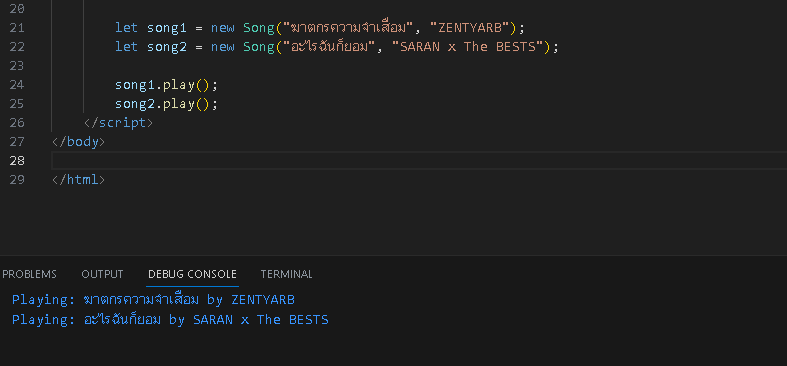 20
21 let song1 = new Song("ฆาตกรความจำเสื่อม", "ZENTYARB");
22 let song2 = new Song("อะไรฉันก็ยอม", "SARAN x The BESTS");
23
24 song1.play();
25 song2.play();
26 </script>
27 </body>
28
29 </html>
PROBLEMS OUTPUT DEBUG CONSOLE TERMINAL
Playing: ฆาตกรความจำเสื่อม by ZENTYARB
Playing: อะไรฉันก็ยอม by SARAN x The BESTS